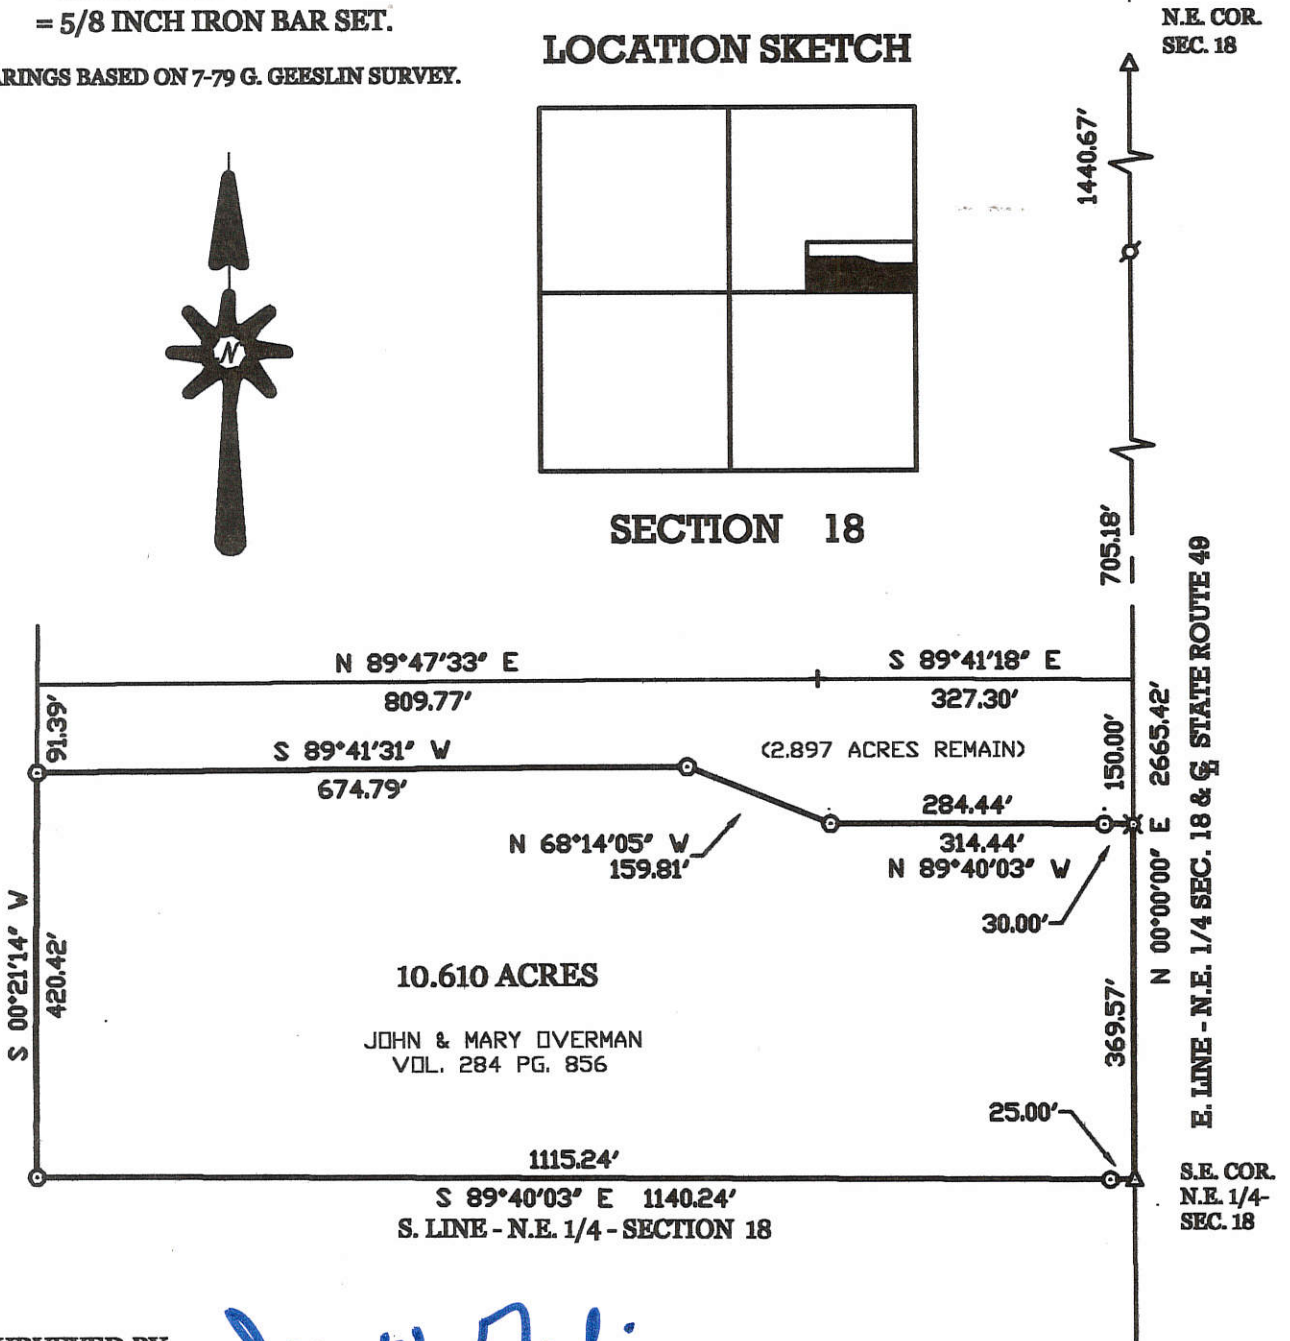 = 5/8 INCH IRON BAR SET.
BASED ON 7-79 G. GEESLIN SURVEY.
LOCATION SKETCH
N.E. COR.
SEC. 18
1440.67'
N
SECTION 18
705.18'
N 89°47'33" E
809.77'
S 89°41'18" E
327.30'
91.39'
S 89°41'31" W
674.79'
(2.897 ACRES REMAIN)
150.00'
N 00°00'00" E 2665.42'
E. LINE - N.E. 1/4 SEC. 18 & ℄ STATE ROUTE 49
284.44'
314.44'
N 89°40'03" W
N 68°14'05" W
159.81'
30.00'
S 00°21'14" W
420.42'
10.610 ACRES
JOHN & MARY OVERMAN
VOL. 284 PG. 856
369.57'
25.00'
1115.24'
S 89°40'03" E 1140.24'
S. LINE - N.E. 1/4 - SECTION 18
S.E. COR.
N.E. 1/4-
SEC. 18